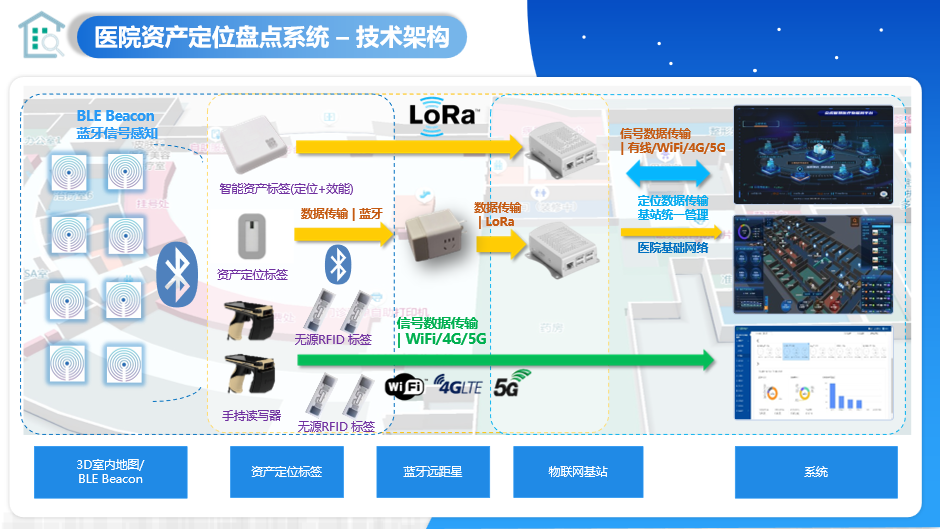 医院资产定位盘点系统 – 技术架构
BLE Beacon
蓝牙信号感知
LoRa™
智能资产标签(定位+效能)
数据传输 | 蓝牙
资产定位标签
无源RFID 标签
手持读写器
无源RFID 标签
数据传输
| LoRa
信号数据传输
| WiFi/4G/5G
WiFi
4GLTE
5G
信号数据传输
| 有线/WiFi/4G/5G
定位数据传输
基站统一管理
医院基础网络
挂号处
药房
3D室内地图/
BLE Beacon
资产定位标签
蓝牙远距星
物联网基站
系统